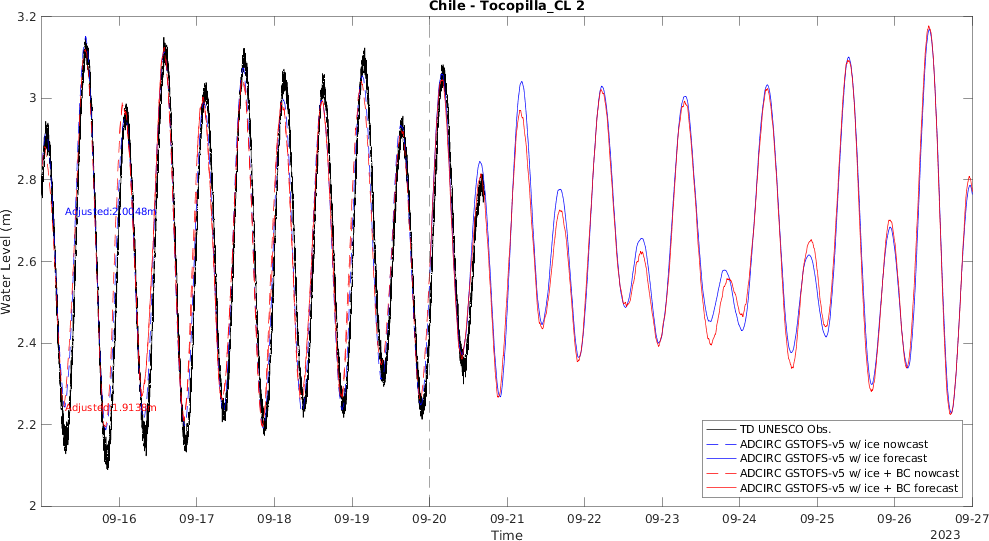 Chile - Tocopilla_CL 2
Water Level (m)
3.2
3
2.8
2.6
2.4
2.2
2
Adjusted:2.0048m
Adjusted:1.9138m
TD UNESCO Obs.
ADCIRC GSTOFS-v5 w/ ice nowcast
ADCIRC GSTOFS-v5 w/ ice forecast
ADCIRC GSTOFS-v5 w/ ice + BC nowcast
ADCIRC GSTOFS-v5 w/ ice + BC forecast
09-16 09-17 09-18 09-19 09-20 09-21 09-22 09-23 09-24 09-25 09-26 09-27
Time
2023